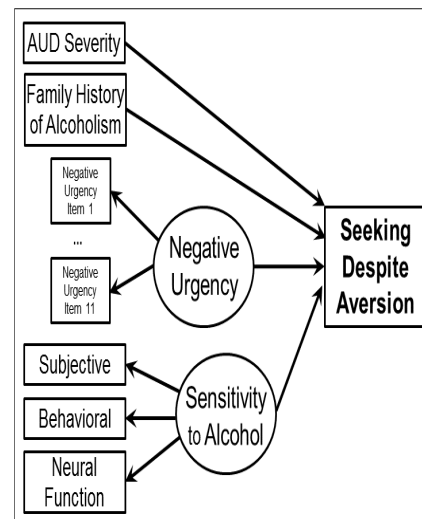 AUD Severity
Family History
of Alcoholism
Negative
Urgency
Item 1
...
Negative
Urgency
Item 11
Negative
Urgency
Seeking
Despite
Aversion
Subjective
Behavioral
Neural
Function
Sensitivity
to Alcohol